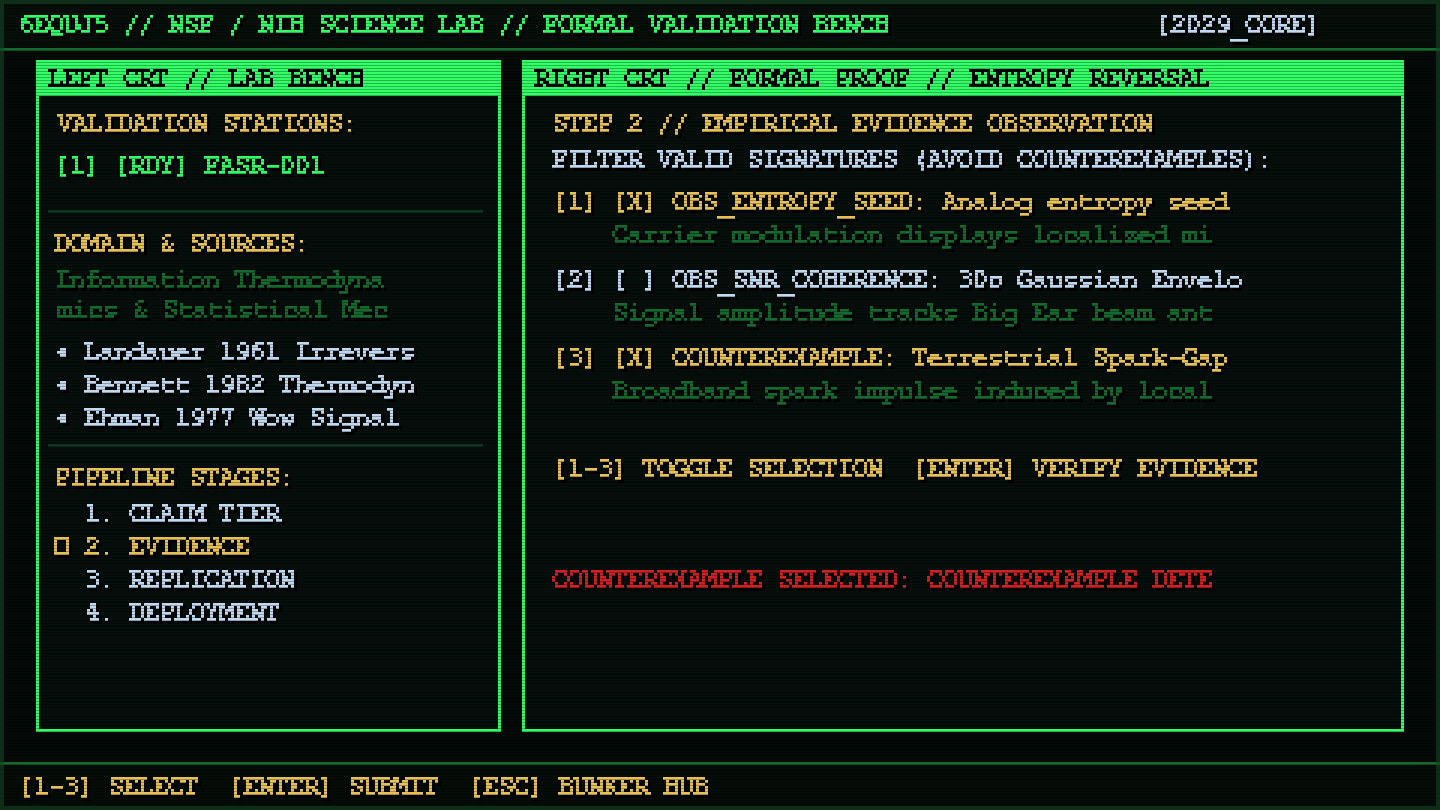 6EQUJ5 // NSF / NIH SCIENCE LAB // FORMAL VALIDATION BENCH
[2029_CORE]
LEFT CRT // LAB BENCH
VALIDATION STATIONS:
[1] [RDY] FASR-001
DOMAIN & SOURCES:
Information Thermodyna
mics & Statistical Mec
• Landauer 1961 Irrevers
• Bennett 1982 Thermodyn
• Ehman 1977 Wow Signal
PIPELINE STAGES:
1. CLAIM TIER
2. EVIDENCE
3. REPLICATION
4. DEPLOYMENT
RIGHT CRT // FORMAL PROOF // ENTROPY REVERSAL
STEP 2 // EMPIRICAL EVIDENCE OBSERVATION
FILTER VALID SIGNATURES (AVOID COUNTEREXAMPLES):
[1] [X] OBS_ENTROPY_SEED: Analog entropy seed
Carrier modulation displays localized mi
[2] [ ] OBS_SNR_COHERENCE: 30σ Gaussian Envelo
Signal amplitude tracks Big Ear beam ant
[3] [X] COUNTEREXAMPLE: Terrestrial Spark-Gap
Broadband spark impulse induced by local
[1-3] TOGGLE SELECTION [ENTER] VERIFY EVIDENCE
COUNTEREXAMPLE SELECTED: COUNTEREXAMPLE DETE
[1-3] SELECT [ENTER] SUBMIT [ESC] BUNKER HUB